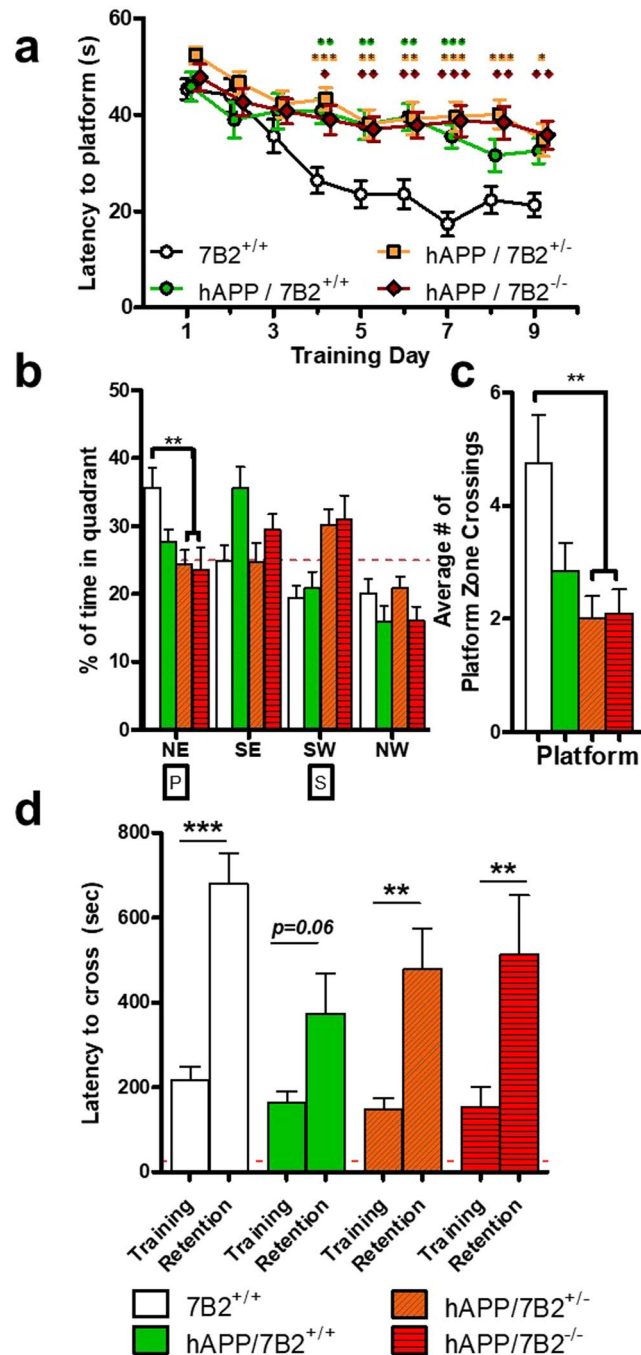 a
Latency to platform (s)
60
40
20
0
** ** ** ***
*** ** ** *** *** *
♦ ♦♦ ♦♦ ♦♦♦ ♦♦ ♦♦
7B2+/+
hAPP / 7B2+/-
hAPP / 7B2+/+
hAPP / 7B2-/-
1 3 5 7 9
Training Day
b
% of time in quadrant
50
40
30
20
10
0
**
NE SE SW NW
P S
c
Average # of
Platform Zone Crossings
6
4
2
0
**
Platform
d
Latency to cross (sec)
800
600
400
200
0
***
p=0.06
**
**
Training
Retention
Training
Retention
Training
Retention
Training
Retention
7B2+/+
hAPP/7B2+/-
hAPP/7B2+/+
hAPP/7B2-/-